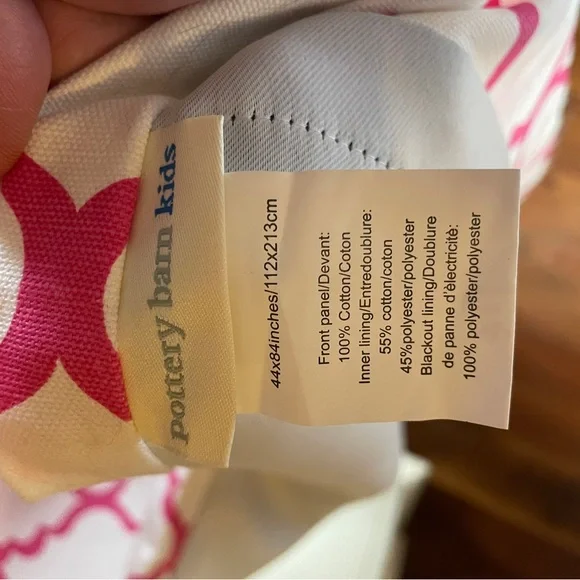 pottery barn kids
44x84inches/112x213cm
Front panel/Devant:
100% Cotton/Coton
Inner lining/Entredoublure:
55% cotton/coton
45%polyester/polyester
Blackout lining/Doublure
de panne d'électricitè:
100% polyester/polyester